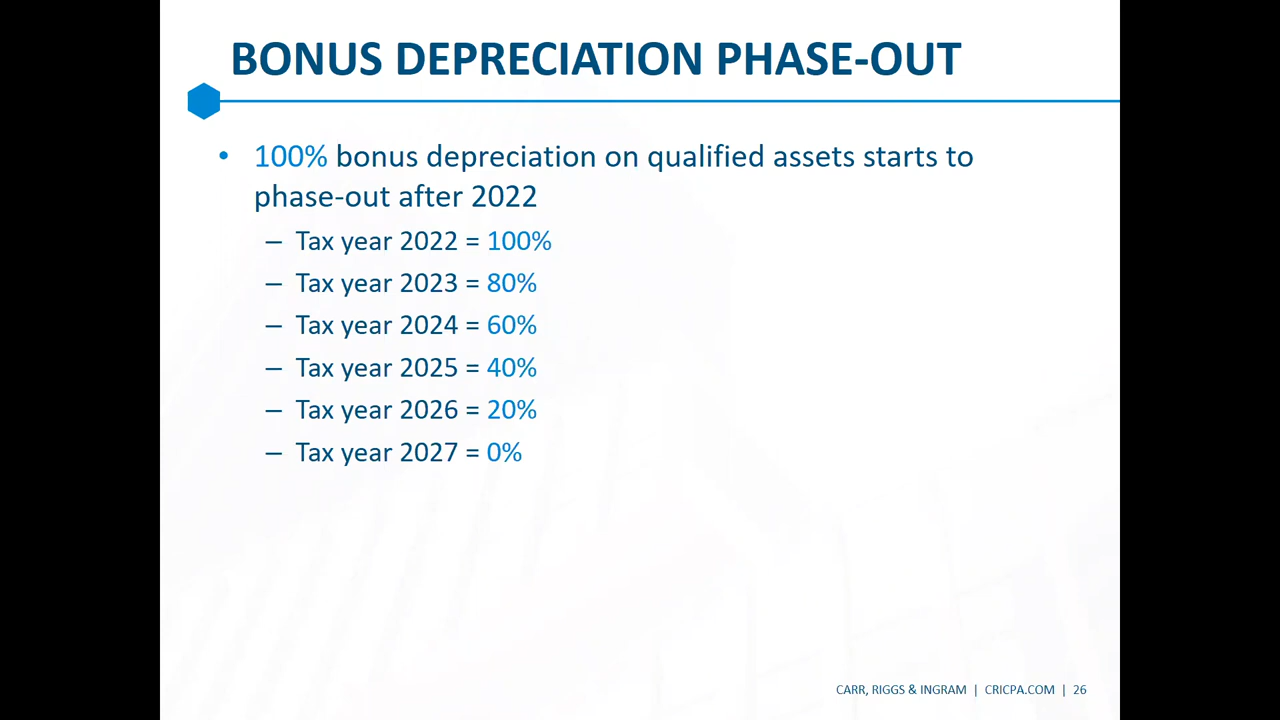 BONUS DEPRECIATION PHASE-OUT
• 100% bonus depreciation on qualified assets starts to
phase-out after 2022
– Tax year 2022 = 100%
– Tax year 2023 = 80%
– Tax year 2024 = 60%
– Tax year 2025 = 40%
– Tax year 2026 = 20%
– Tax year 2027 = 0%
CARR, RIGGS & INGRAM | CRICPA.COM | 26